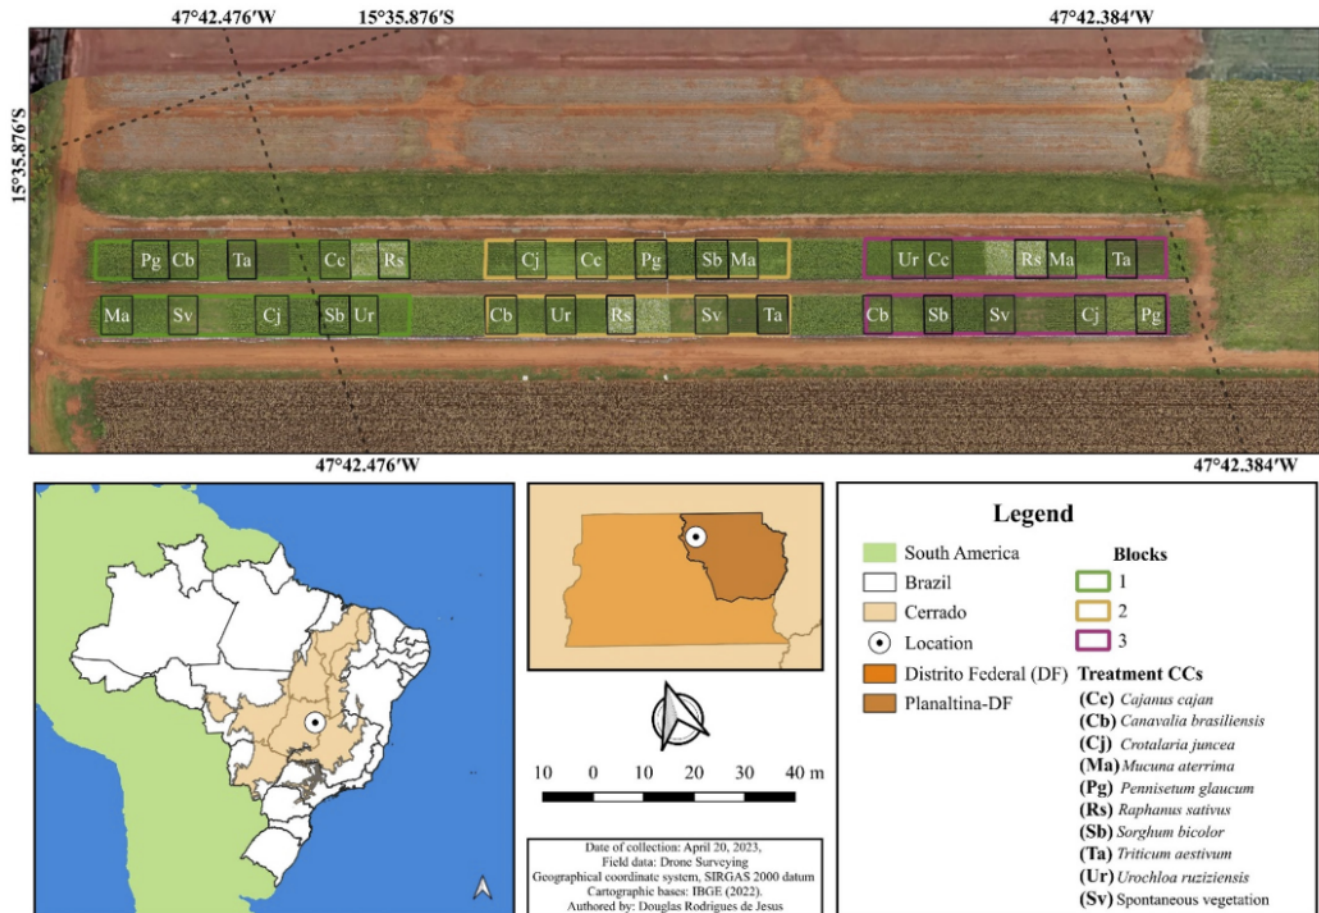 47°42.476'W 15°35.876'S 47°42.384'W
15°35.876'S
Pg Cb Ta Cc Rs Cj Cc Pg Sb Ma Ur Cc Rs Ma Ta
Ma Sv Cj Sb Ur Cb Ur Rs Sv Ta Cb Sb Sv Cj Pg
47°42.476'W 47°42.384'W
10 0 10 20 30 40 m
Date of collection: April 20, 2023,
Field data: Drone Surveying
Geographical coordinate system, SIRGAS 2000 datum
Cartographic bases: IBGE (2022).
Authored by: Douglas Rodrigues de Jesus
Legend
South America
Brazil
Cerrado
Location
Distrito Federal (DF)
Planaltina-DF
Blocks
1
2
3
Treatment CCs
(Cc) Cajanus cajan
(Cb) Canavalia brasiliensis
(Cj) Crotalaria juncea
(Ma) Mucuna aterrima
(Pg) Pennisetum glaucum
(Rs) Raphanus sativus
(Sb) Sorghum bicolor
(Ta) Triticum aestivum
(Ur) Urochloa ruziziensis
(Sv) Spontaneous vegetation